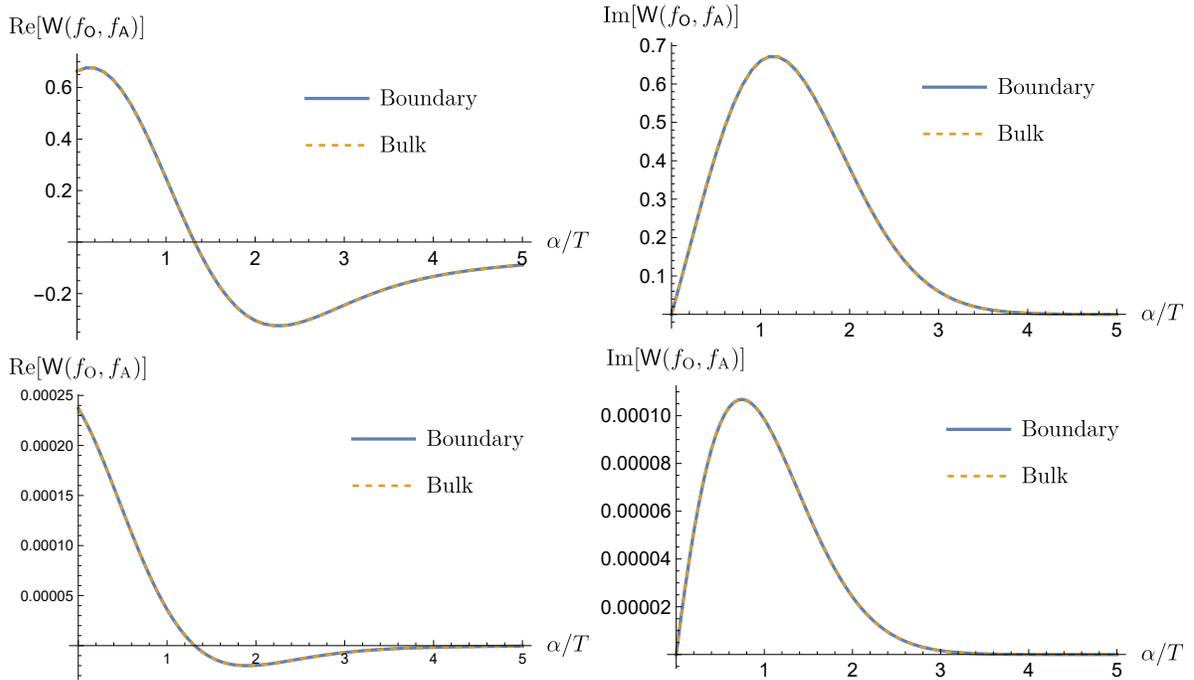 Re[W(f_O, f_A)]
0.6
0.4
0.2
−0.2
1 2 3 4 5
α/T
Boundary
Bulk
Im[W(f_O, f_A)]
0.7
0.6
0.5
0.4
0.3
0.2
0.1
1 2 3 4 5
α/T
Boundary
Bulk
Re[W(f_O, f_A)]
0.00025
0.00020
0.00015
0.00010
0.00005
1 2 3 4 5
α/T
Boundary
Bulk
Im[W(f_O, f_A)]
0.00010
0.00008
0.00006
0.00004
0.00002
1 2 3 4 5
α/T
Boundary
Bulk